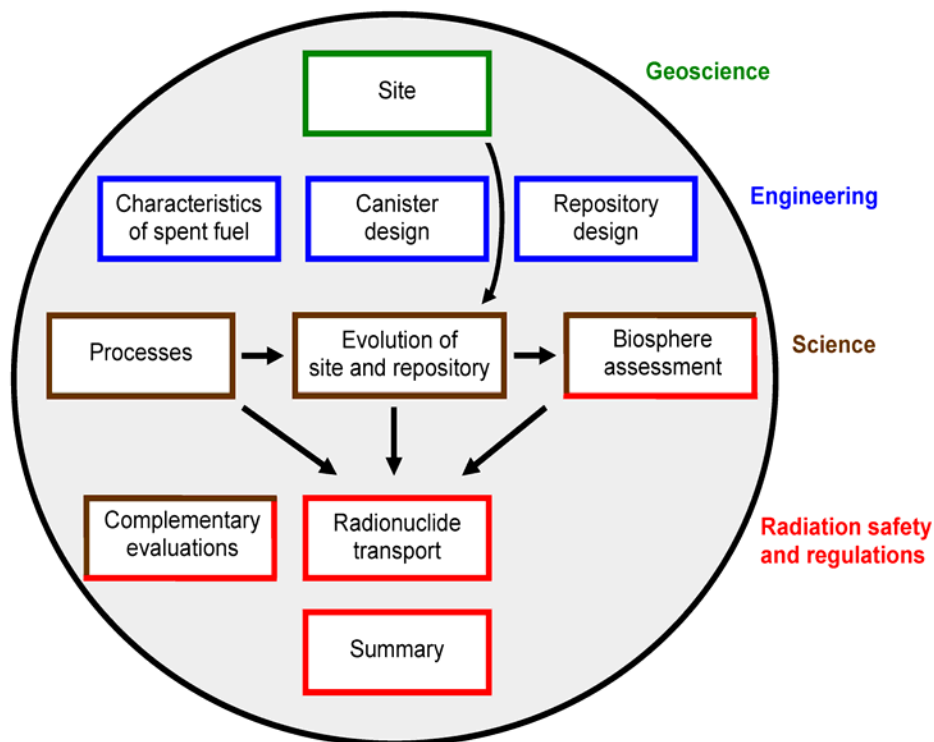 Geoscience
Site
Engineering
Characteristics
of spent fuel
Canister
design
Repository
design
Science
Processes
Evolution of
site and repository
Biosphere
assessment
Complementary
evaluations
Radionuclide
transport
Radiation safety
and regulations
Summary